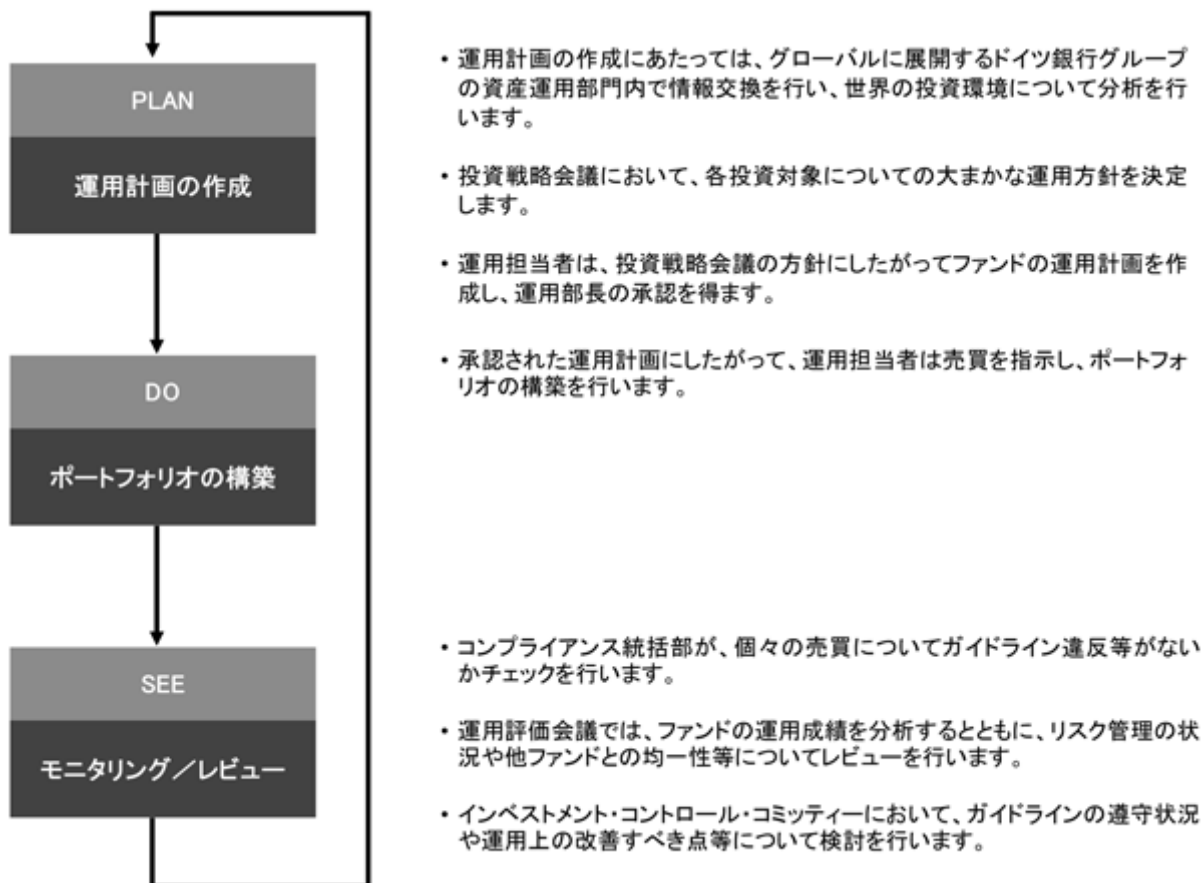 PLAN
運用計画の作成
・運用計画の作成にあたっては、グローバルに展開するドイツ銀行グループ
の資産運用部門内で情報交換を行い、世界の投資環境について分析を行
います。
・投資戦略会議において、各投資対象についての大まかな運用方針を決定
します。
・運用担当者は、投資戦略会議の方針にしたがってファンドの運用計画を作
成し、運用部長の承認を得ます。
DO
ポートフォリオの構築
・承認された運用計画にしたがって、運用担当者は売買を指示し、ポートフォ
リオの構築を行います。
SEE
モニタリング／レビュー
・コンプライアンス統括部が、個々の売買についてガイドライン違反等がない
かチェックを行います。
・運用評価会議では、ファンドの運用成績を分析するとともに、リスク管理の状
況や他ファンドとの均一性等についてレビューを行います。
・インベストメント・コントロール・コミッティーにおいて、ガイドラインの遵守状況
や運用上の改善すべき点等について検討を行います。